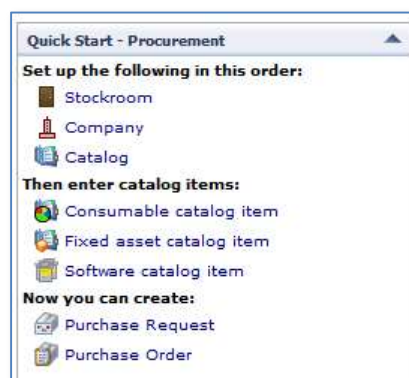 Quick Start - Procurement
Set up the following in this order:
Stockroom
Company
Catalog
Then enter catalog items:
Consumable catalog item
Fixed asset catalog item
Software catalog item
Now you can create:
Purchase Request
Purchase Order